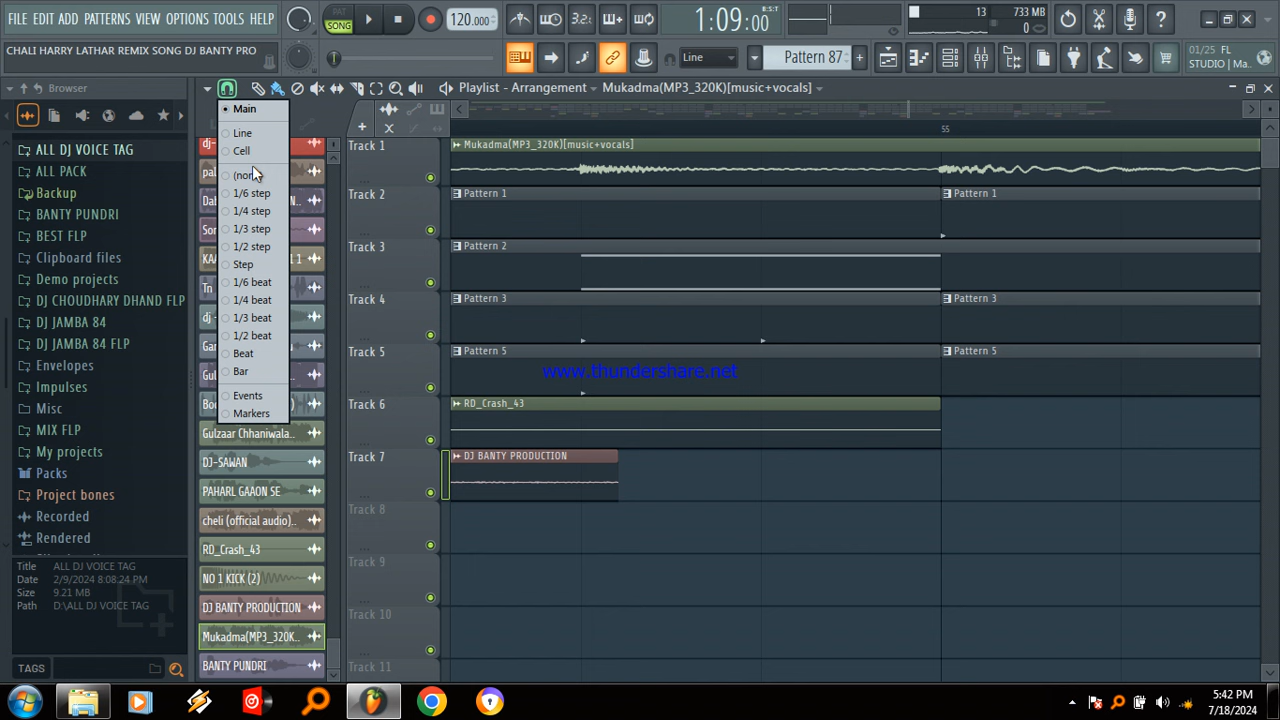 FILE EDIT ADD PATTERNS VIEW OPTIONS TOOLS HELP
PAT
SONG
120.000
3.2
1:09:00
B:S:T
13
733 MB
0
CHALI HARRY LATHAR REMIX SONG DJ BANTY PRO
Line
Pattern 87
01/25 FL
STUDIO | Ma...
Browser
Playlist - Arrangement
Mukadma(MP3_320K)[music+vocals]
ALL DJ VOICE TAG
ALL PACK
Backup
BANTY PUNDRI
BEST FLP
Clipboard files
Demo projects
DJ CHOUDHARY DHAND FLP
DJ JAMBA 84
DJ JAMBA 84 FLP
Envelopes
Impulses
Misc
MIX FLP
My projects
Packs
Project bones
Recorded
Rendered
Title ALL DJ VOICE TAG
Date 2/9/2024 8:08:24 PM
Size 9.21 MB
Path D:\ALL DJ VOICE TAG
TAGS
Main
Line
Cell
1/6 step
1/4 step
1/3 step
1/2 step
Step
1/6 beat
1/4 beat
1/3 beat
1/2 beat
Beat
Bar
Events
Markers
Gulzaar Chhaniwala..
DJ-SAWAN
PAHARL GAAON SE
cheli (official audio)..
RD_Crash_43
NO 1 KICK (2)
DJ BANTY PRODUCTION
Mukadma(MP3_320K..
BANTY PUNDRI
55
Track 1
Mukadma(MP3_320K)[music+vocals]
Track 2
Pattern 1
Pattern 1
Track 3
Pattern 2
Track 4
Pattern 3
Pattern 3
Track 5
Pattern 5
Pattern 5
www.thundershare.net
Track 6
RD_Crash_43
Track 7
DJ BANTY PRODUCTION
Track 8
Track 9
Track 10
Track 11
5:42 PM
7/18/2024